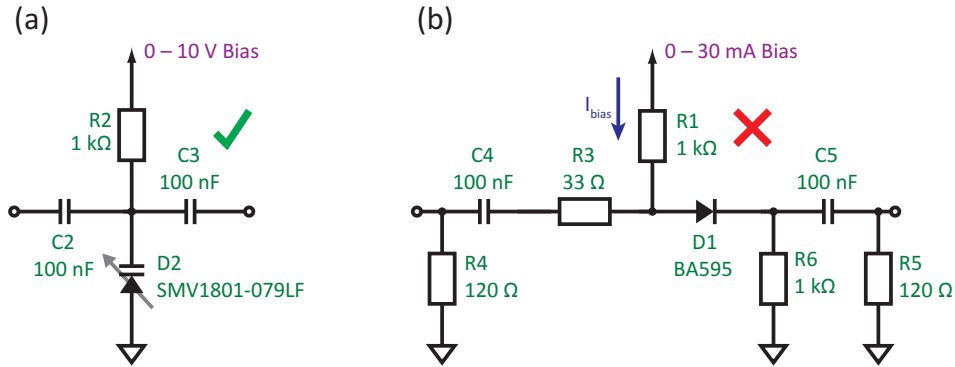 (a)
0 – 10 V Bias
R2
1 kΩ
C3
100 nF
C2
100 nF
D2
SMV1801-079LF
(b)
0 – 30 mA Bias
Ibias
R1
1 kΩ
C4
100 nF
R3
33 Ω
C5
100 nF
D1
BA595
R4
120 Ω
R6
1 kΩ
R5
120 Ω